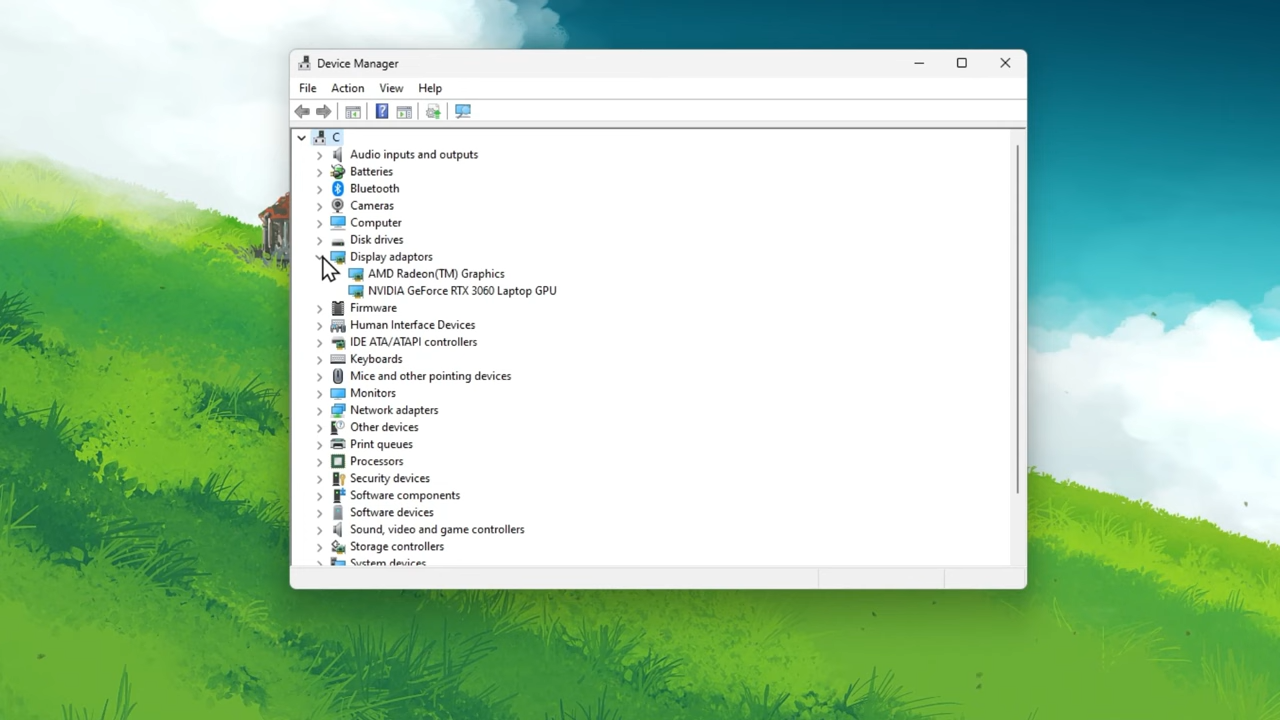 Device Manager
File Action View Help
C
Audio inputs and outputs
Batteries
Bluetooth
Cameras
Computer
Disk drives
Display adaptors
AMD Radeon(TM) Graphics
NVIDIA GeForce RTX 3060 Laptop GPU
Firmware
Human Interface Devices
IDE ATA/ATAPI controllers
Keyboards
Mice and other pointing devices
Monitors
Network adapters
Other devices
Print queues
Processors
Security devices
Software components
Software devices
Sound, video and game controllers
Storage controllers
System devices